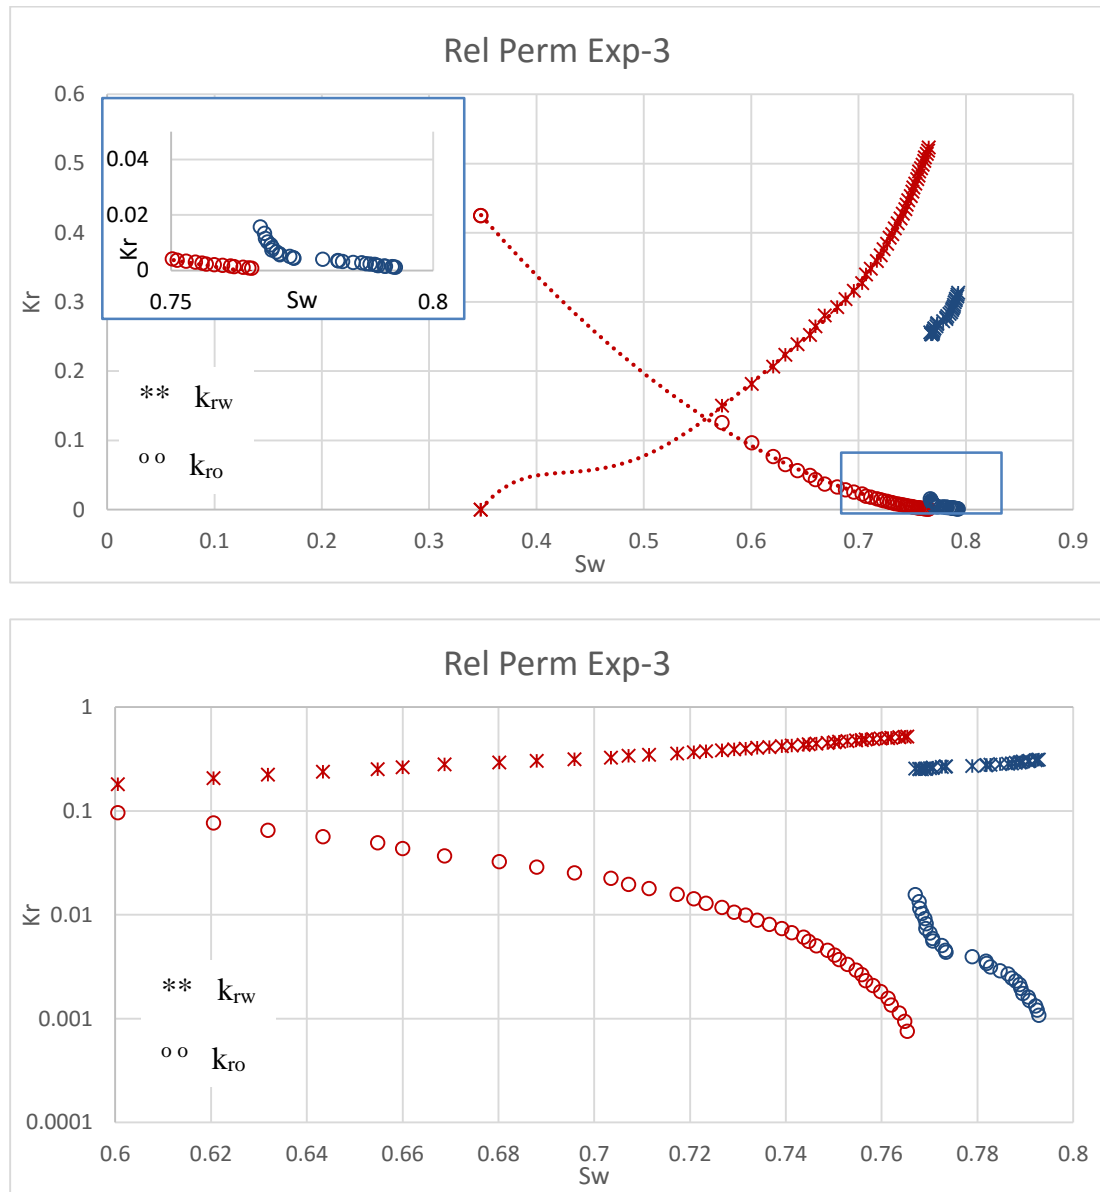 Rel Perm Exp-3
0.6
0.5
0.4
0.3
0.2
0.1
0
Kr
0.04
0.02
0
Kr
0.75
Sw
0.8
** krw
oo kro
0 0.1 0.2 0.3 0.4 0.5 0.6 0.7 0.8 0.9
Sw
Rel Perm Exp-3
1
0.1
0.01
0.001
0.0001
Kr
** krw
oo kro
0.6 0.62 0.64 0.66 0.68 0.7 0.72 0.74 0.76 0.78 0.8
Sw